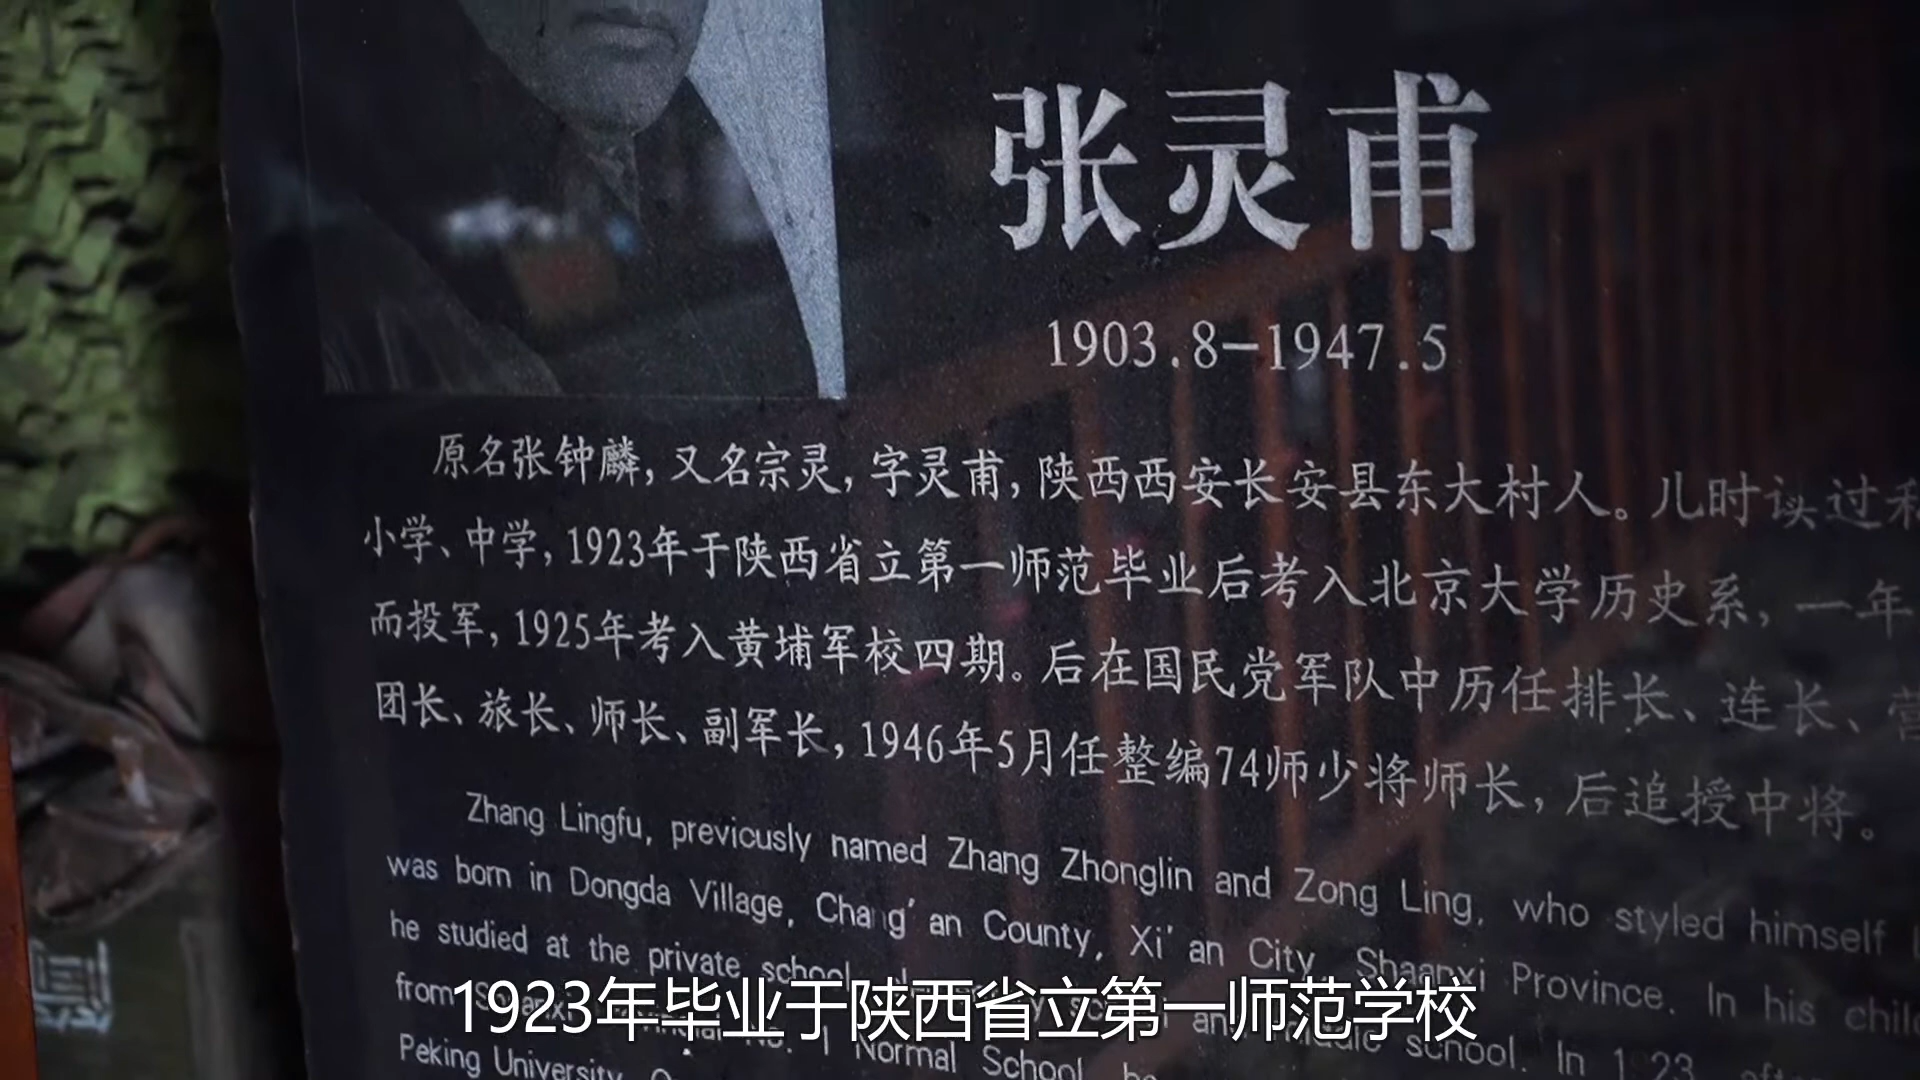 张灵甫
1903.8-1947.5
原名张钟麟,又名宗灵,字灵甫,陕西西安长安县东大村人。儿时读过
小学、中学,1923年于陕西省立第一师范毕业后考入北京大学历史系,一年
而投军,1925年考入黄埔军校四期。后在国民党军队中历任排长、连长、营
团长、旅长、师长、副军长,1946年5月任整编74师少将师长,后追授中将。
Zhang Lingfu, previously named Zhang Zhonglin and Zong Ling, who styled himself
was born in Dongda Village, Chang'an County, Xi'an City, Shaanxi Province. In his
he studied at the private school. In
from No. 1 Normal School
Peking University
1923年毕业于陕西省立第一师范学校